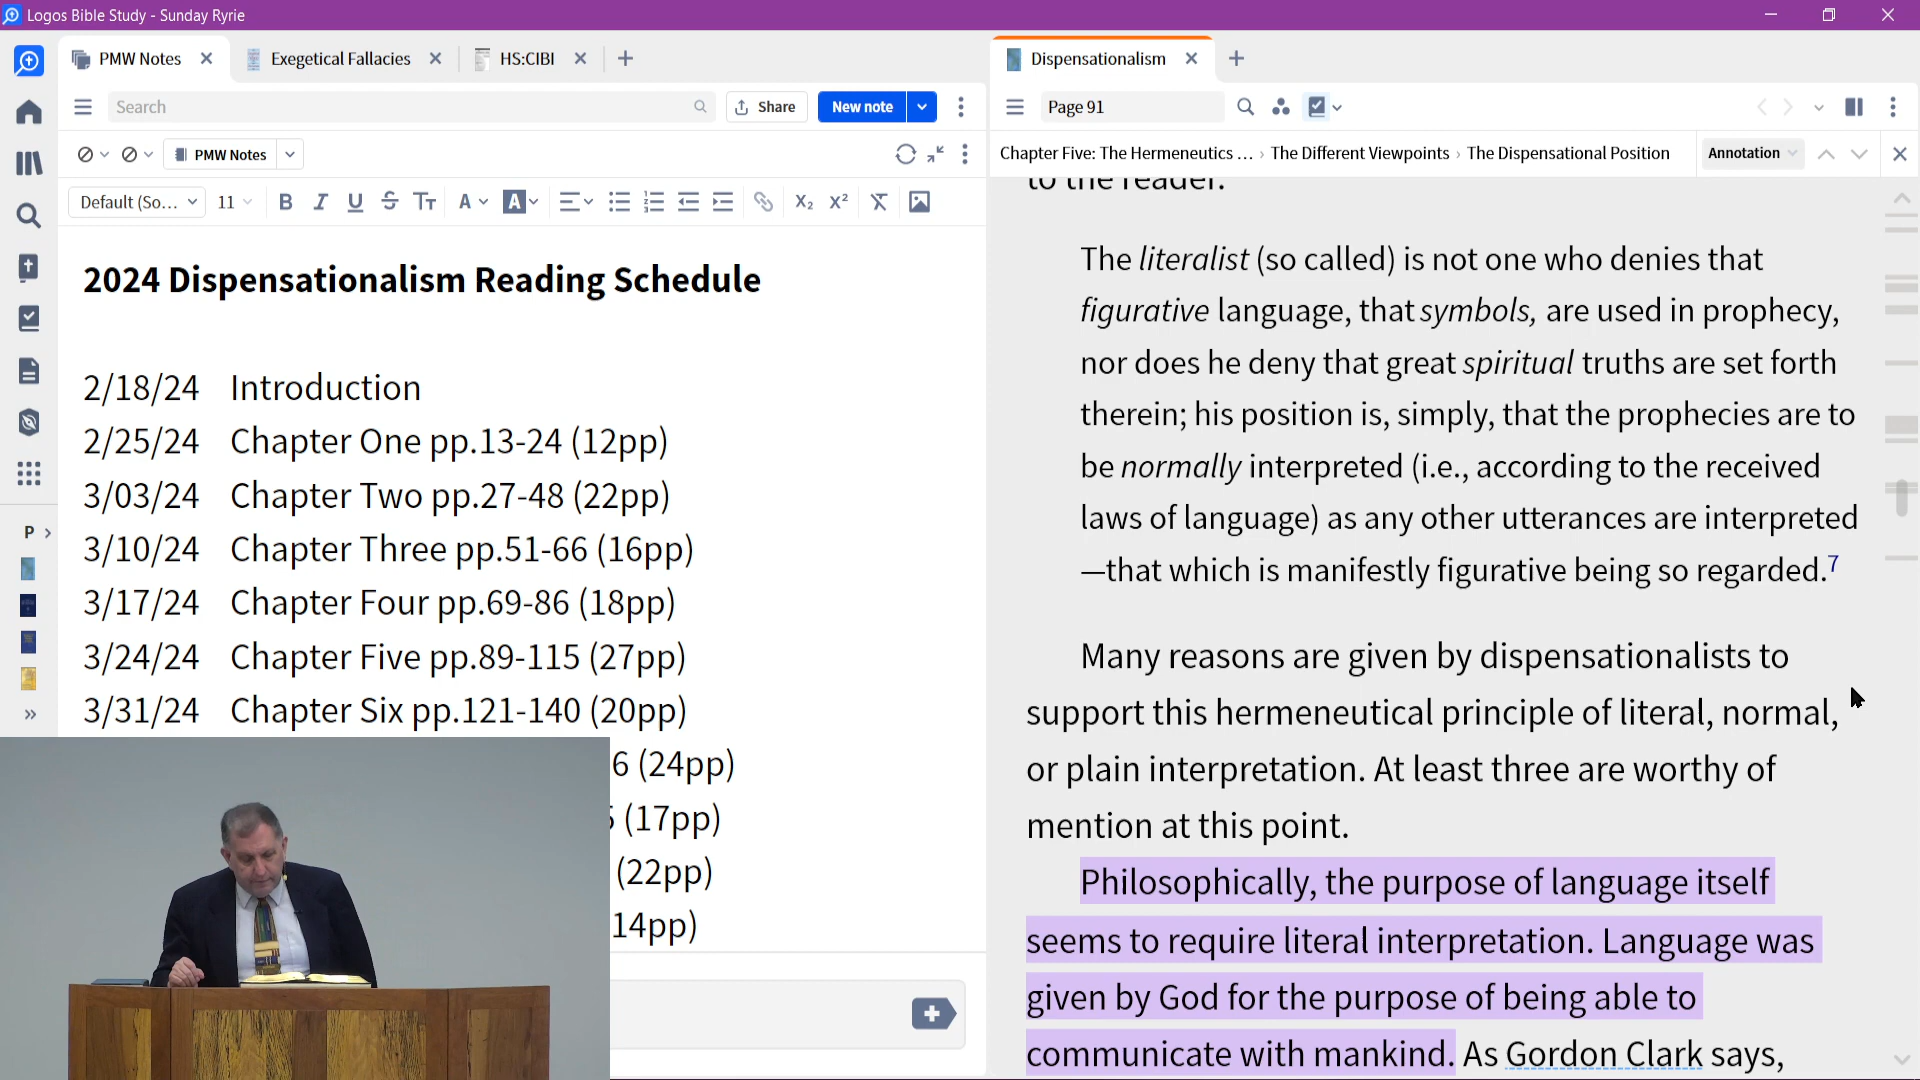 Logos Bible Study - Sunday Ryrie
PMW Notes
Exegetical Fallacies
HS:CIBI
Dispensationalism
Search
Share
New note
Page 91
PMW Notes
Chapter Five: The Hermeneutics ... › The Different Viewpoints › The Dispensational Position
Annotation
Default (So... 11
2024 Dispensationalism Reading Schedule
2/18/24 Introduction
2/25/24 Chapter One pp.13-24 (12pp)
3/03/24 Chapter Two pp.27-48 (22pp)
3/10/24 Chapter Three pp.51-66 (16pp)
3/17/24 Chapter Four pp.69-86 (18pp)
3/24/24 Chapter Five pp.89-115 (27pp)
3/31/24 Chapter Six pp.121-140 (20pp)
6 (24pp)
(17pp)
(22pp)
14pp)
P
to the reader.
The literalist (so called) is not one who denies that
figurative language, that symbols, are used in prophecy,
nor does he deny that great spiritual truths are set forth
therein; his position is, simply, that the prophecies are to
be normally interpreted (i.e., according to the received
laws of language) as any other utterances are interpreted
—that which is manifestly figurative being so regarded.7
Many reasons are given by dispensationalists to
support this hermeneutical principle of literal, normal,
or plain interpretation. At least three are worthy of
mention at this point.
Philosophically, the purpose of language itself
seems to require literal interpretation. Language was
given by God for the purpose of being able to
communicate with mankind. As Gordon Clark says,